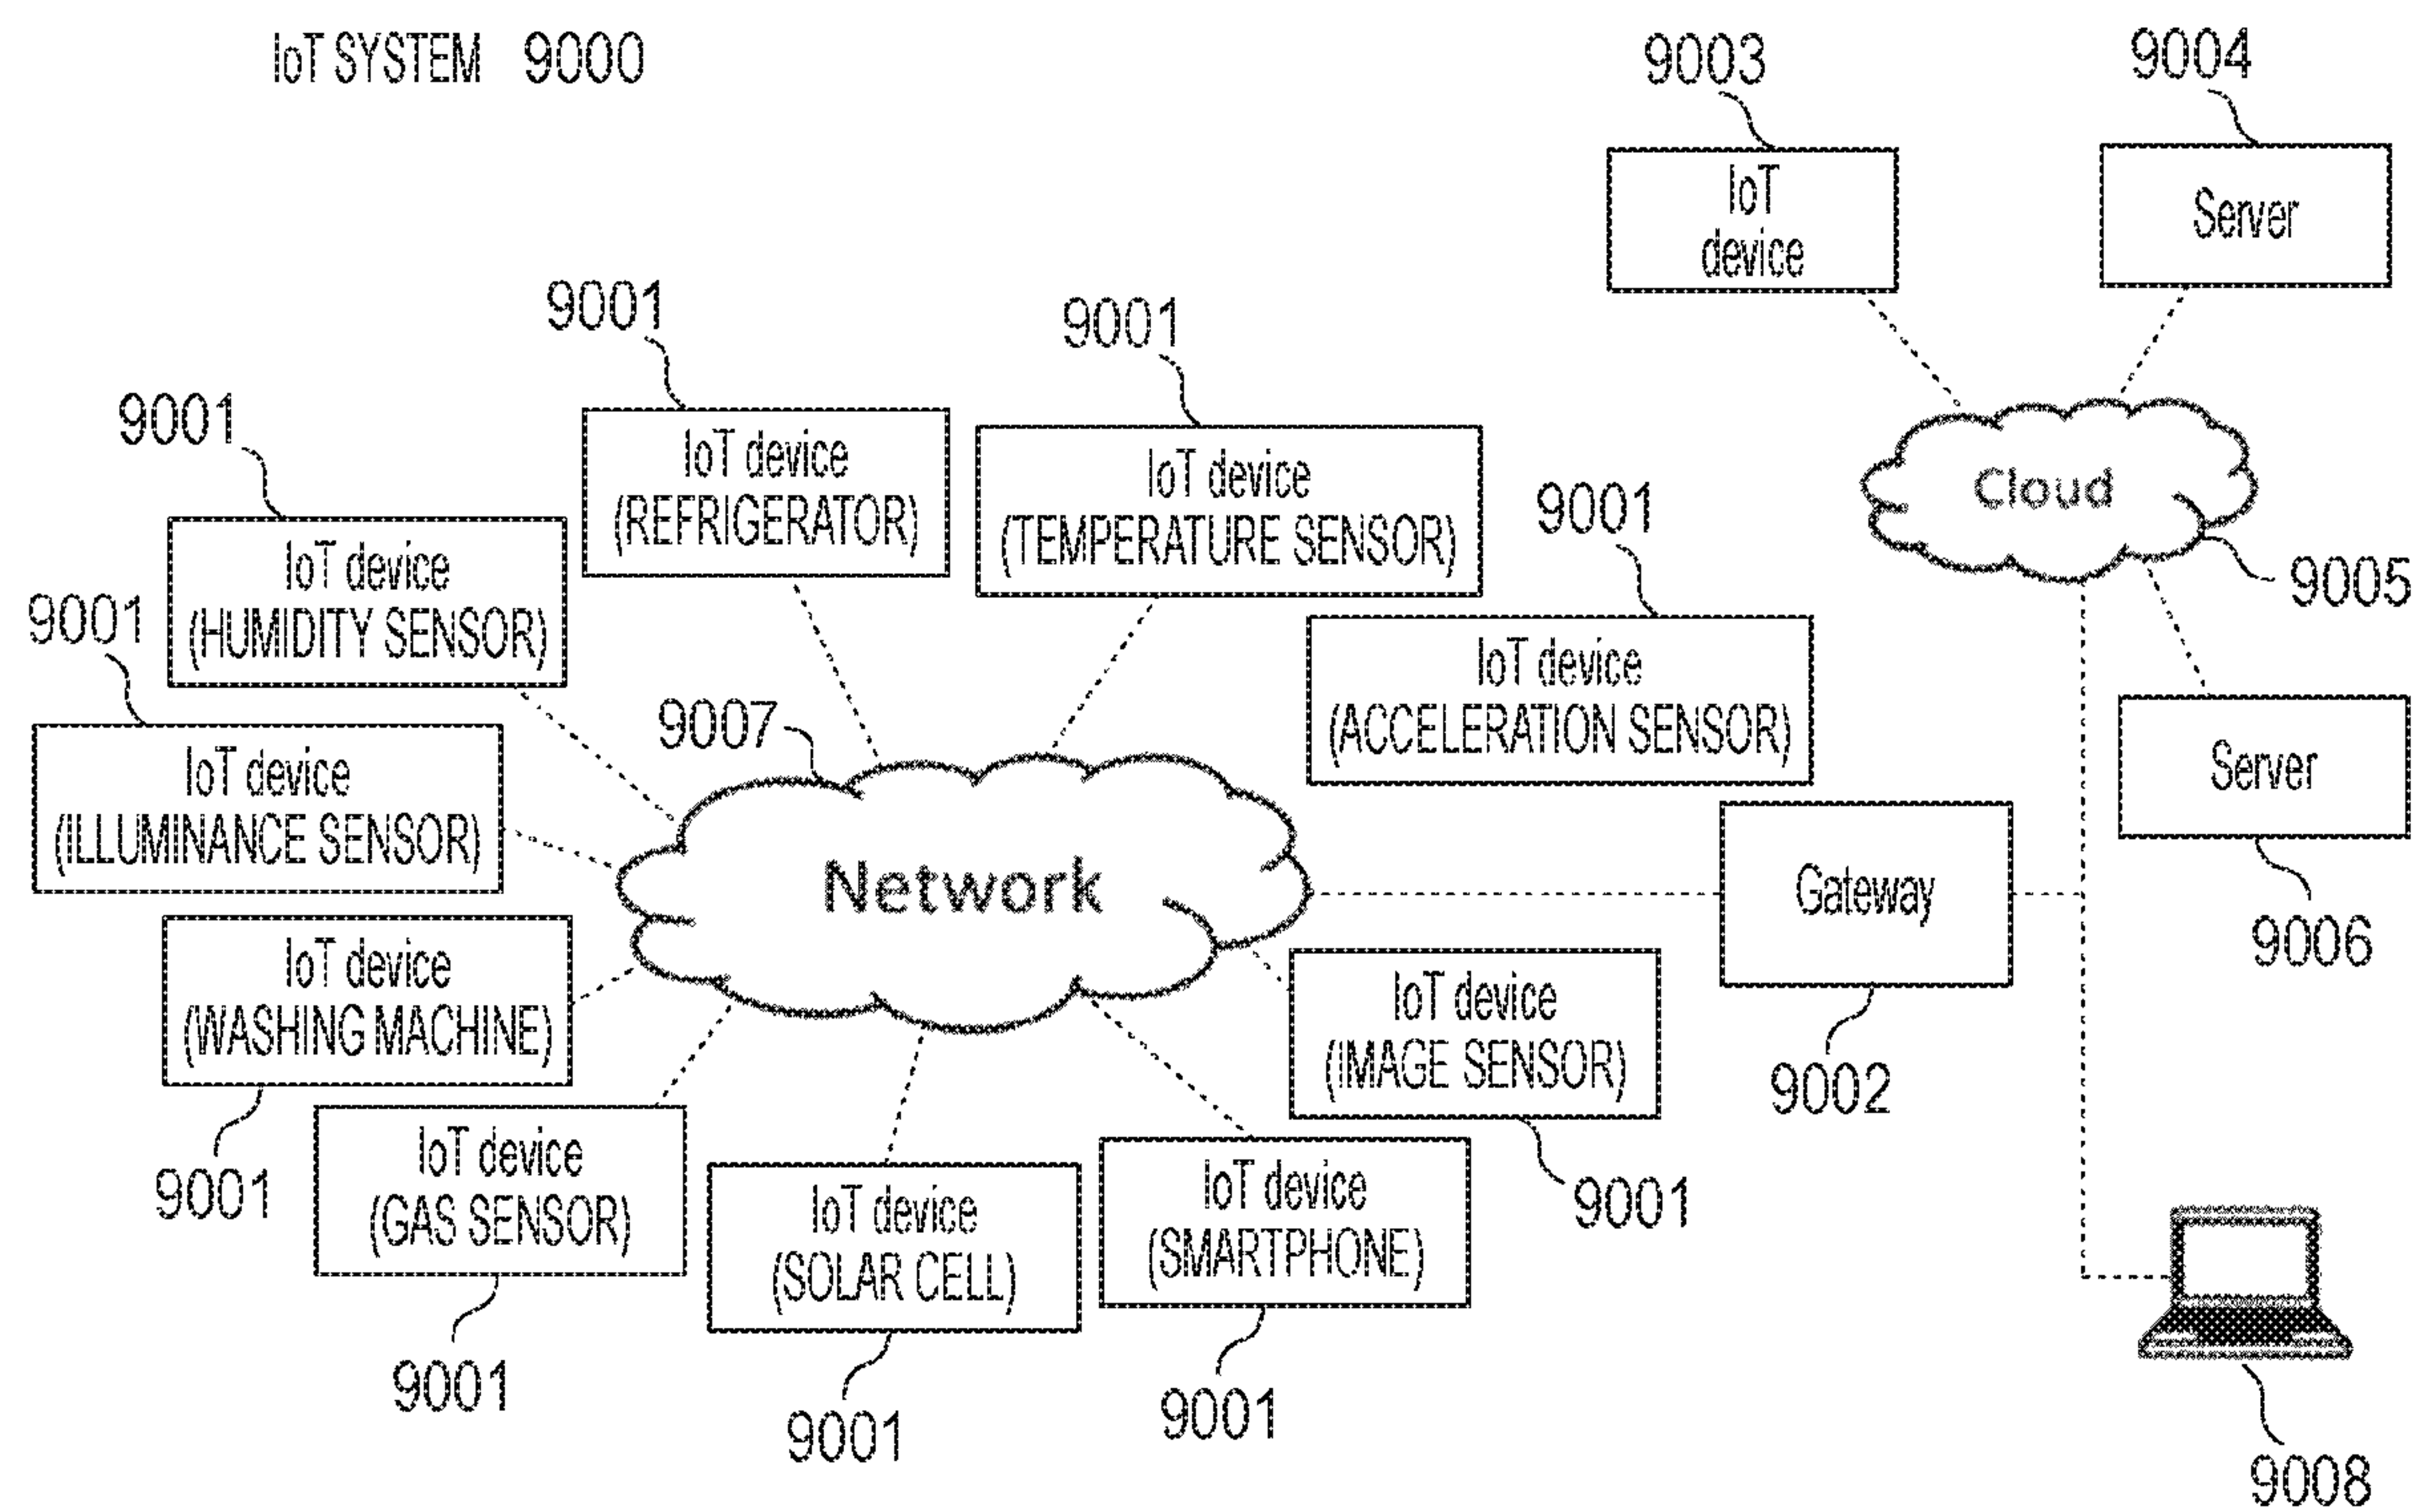 IoT SYSTEM 9000
9003
9004
IoT
device
Server
9001
IoT device
(REFRIGERATOR)
9001
IoT device
(TEMPERATURE SENSOR)
Cloud
9005
9001
IoT device
(HUMIDITY SENSOR)
9001
IoT device
(ACCELERATION SENSOR)
9001
IoT device
(ILLUMINANCE SENSOR)
9007
Network
Gateway
9002
Server
9006
IoT device
(WASHING MACHINE)
9001
IoT device
(IMAGE SENSOR)
9001
IoT device
(GAS SENSOR)
9001
IoT device
(SOLAR CELL)
9001
IoT device
(SMARTPHONE)
9001
9008